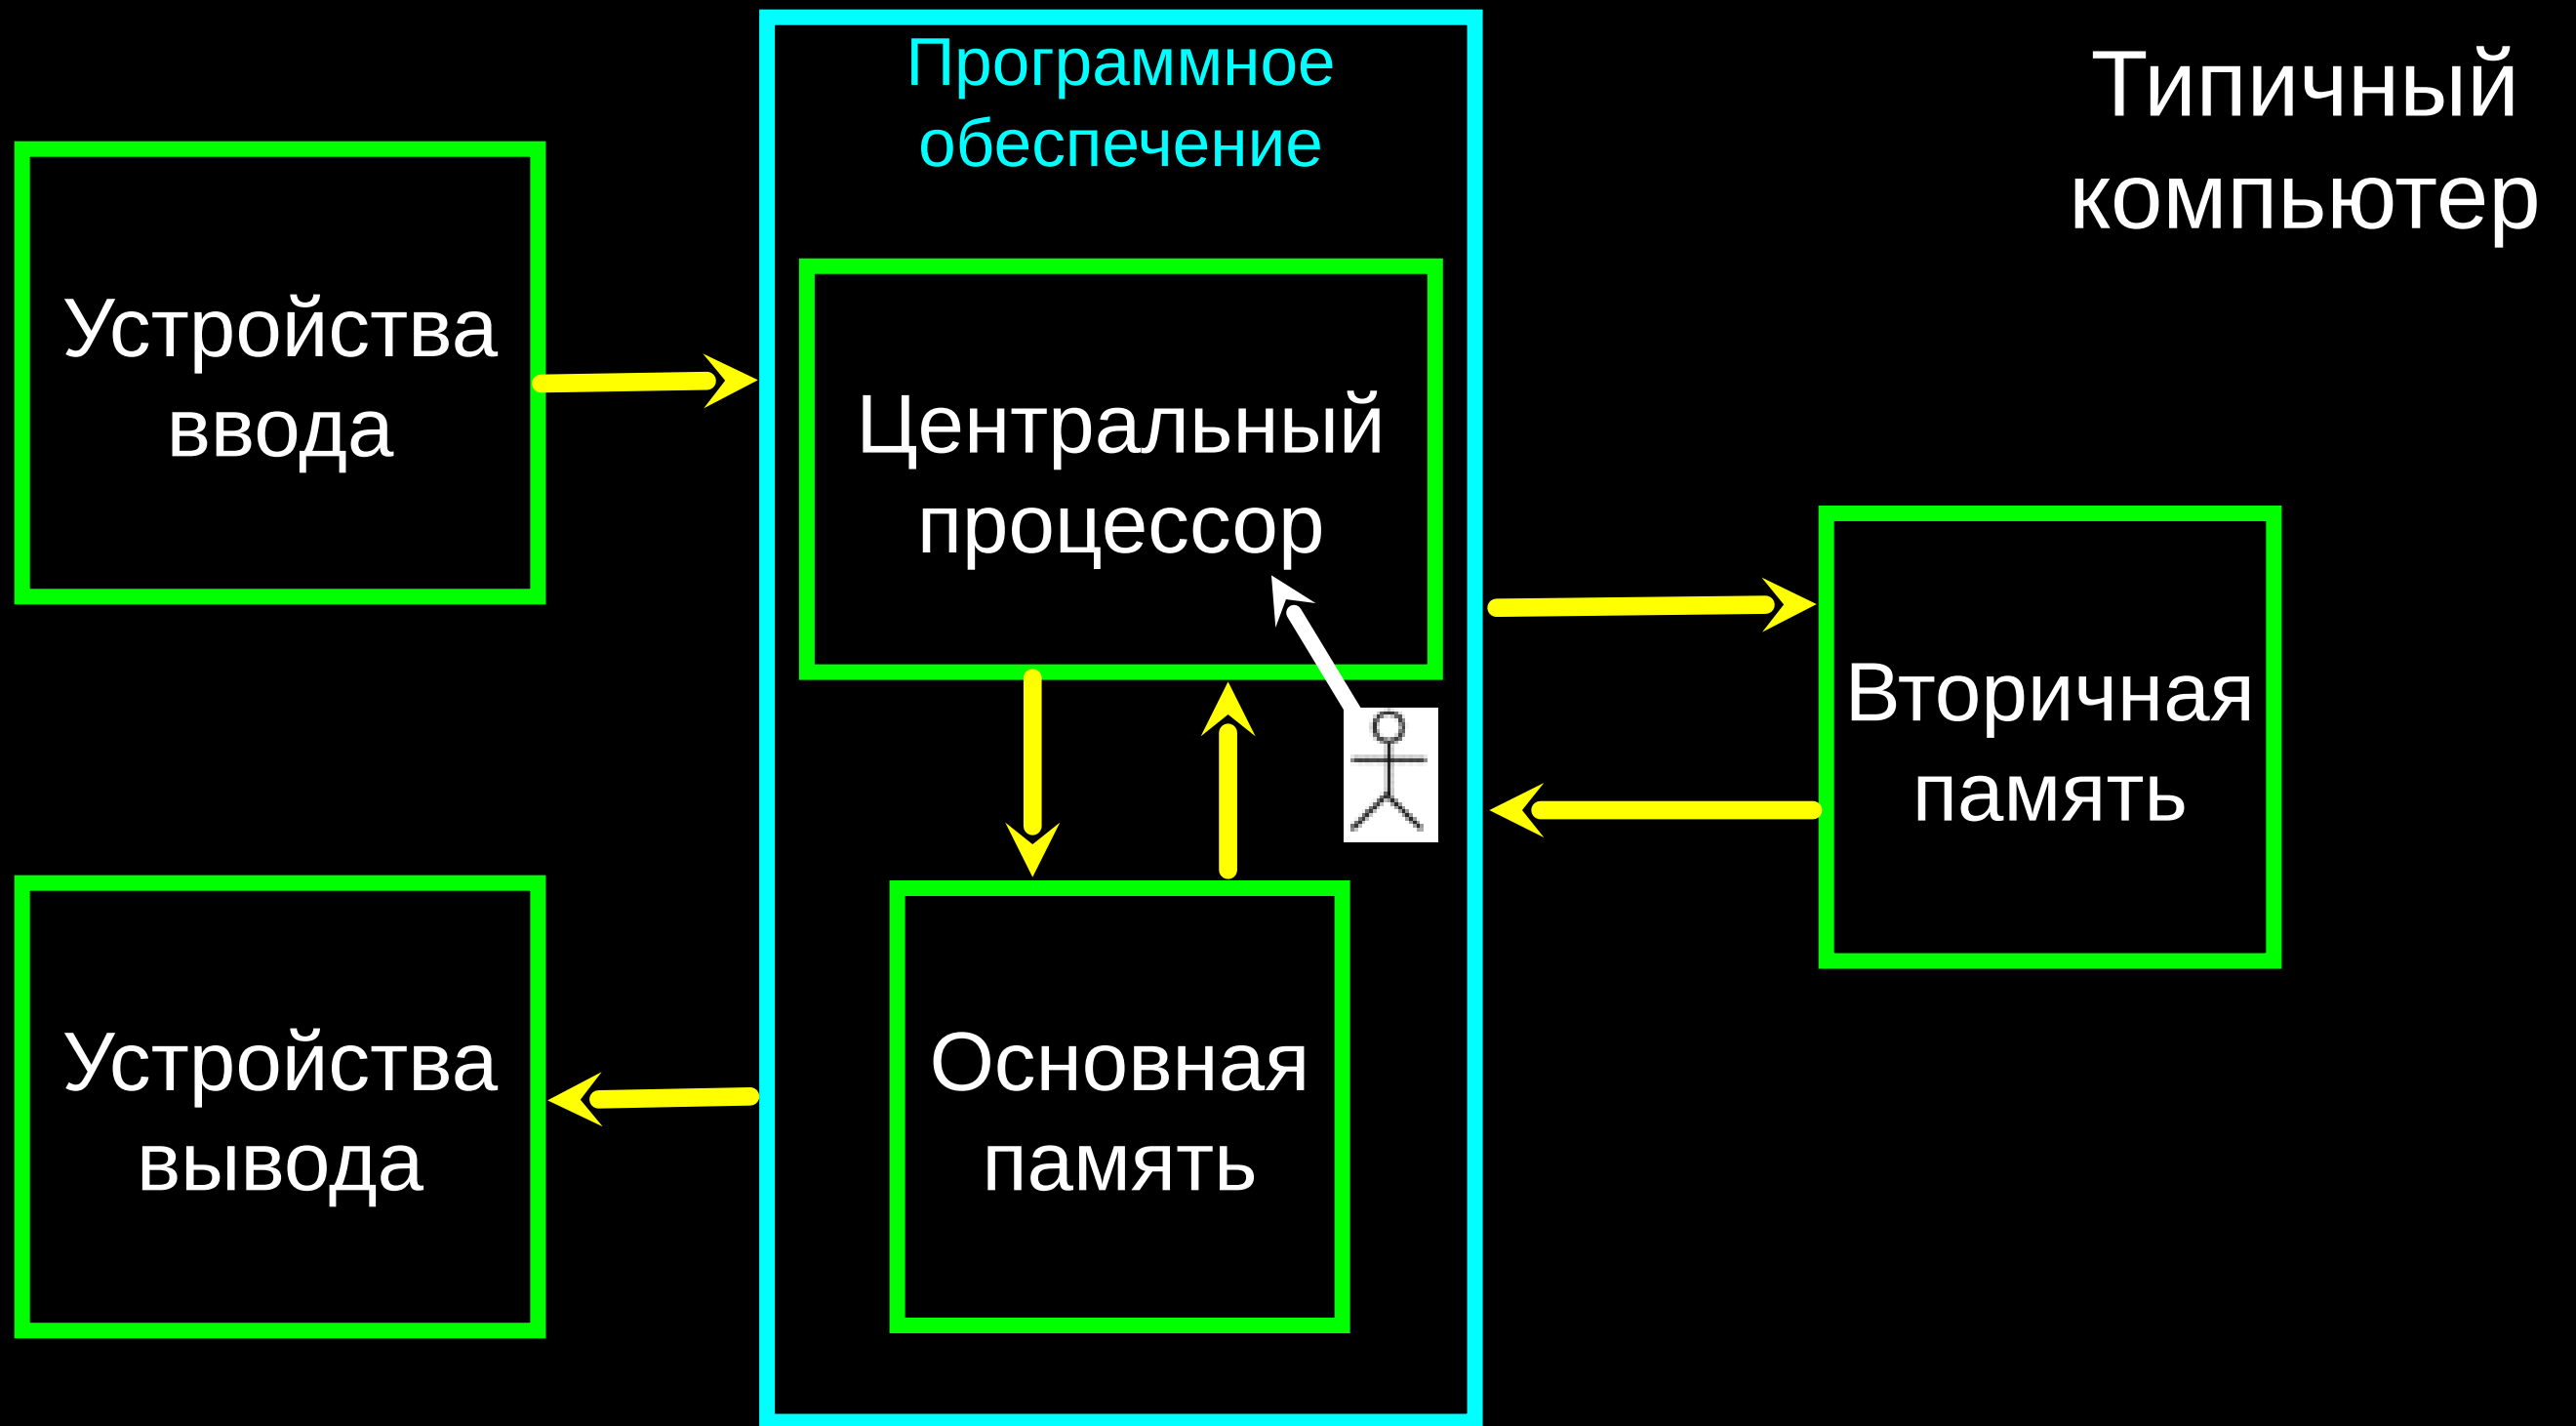 Типичный
компьютер
Программное
обеспечение
Устройства
ввода
Центральный
процессор
Вторичная
память
Устройства
вывода
Основная
память